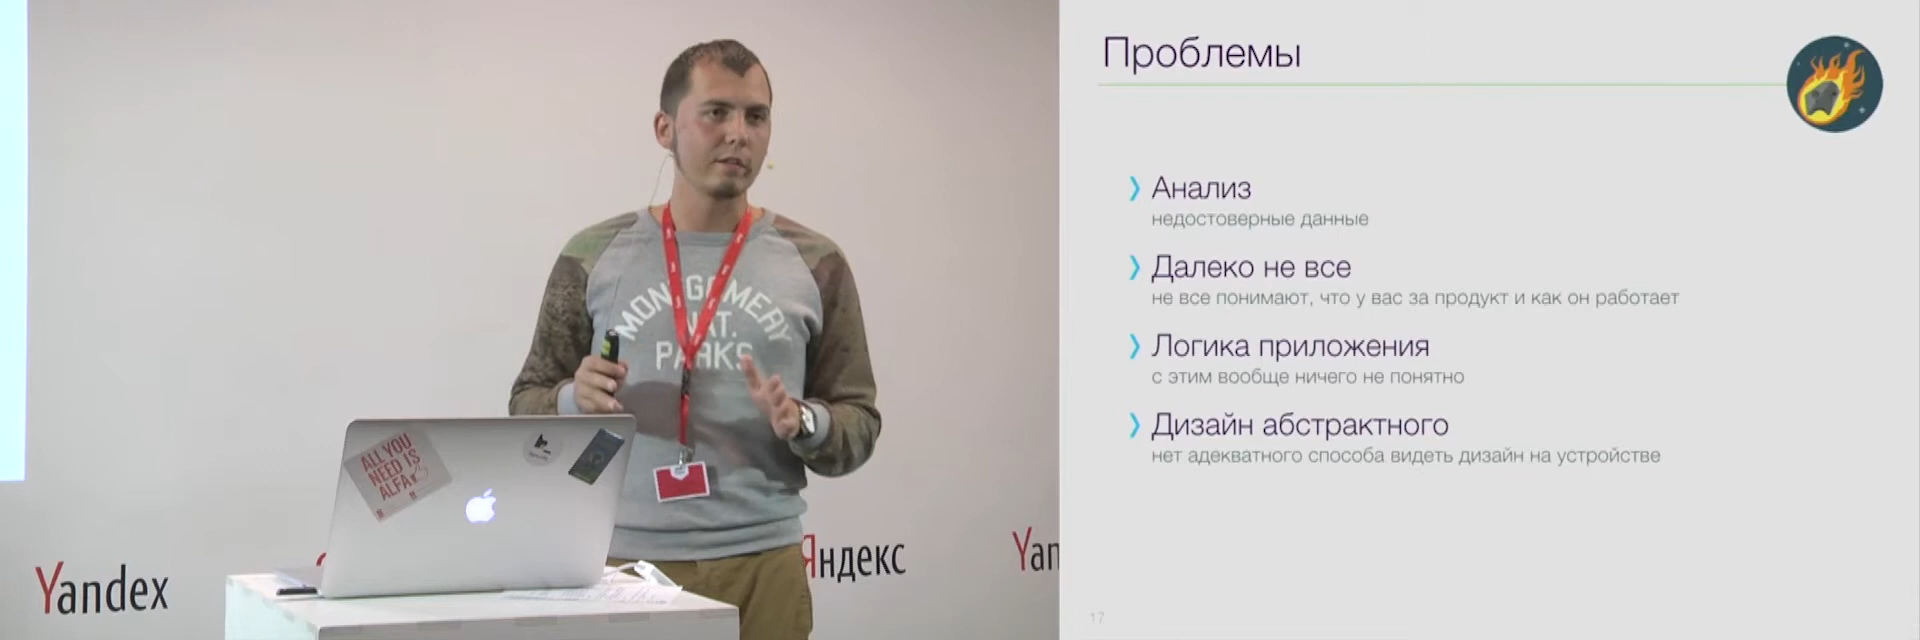 MONTGOMERY
NAT.
PARKS
ALL YOU
NEED IS
ALFA
Yandex
Яндекс
Yan
Проблемы
Анализ
недостоверные данные
Далеко не все
не все понимают, что у вас за продукт и как он работает
Логика приложения
с этим вообще ничего не понятно
Дизайн абстрактного
нет адекватного способа видеть дизайн на устройстве
17